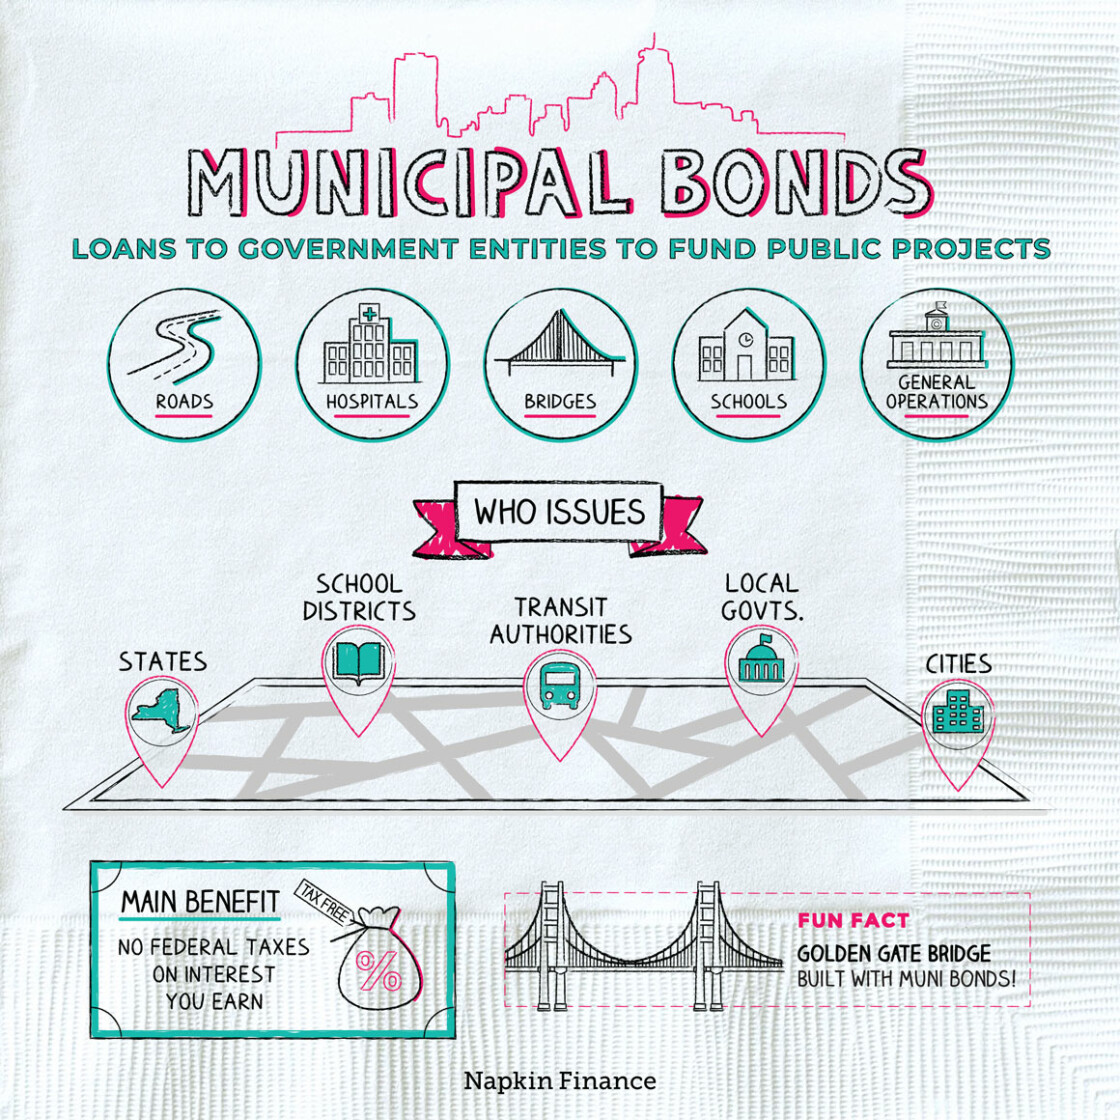 MUNICIPAL BONDS
LOANS TO GOVERNMENT ENTITIES TO FUND PUBLIC PROJECTS
ROADS
HOSPITALS
BRIDGES
SCHOOLS
GENERAL
OPERATIONS
WHO ISSUES
STATES
SCHOOL
DISTRICTS
TRANSIT
AUTHORITIES
LOCAL
GOVTS.
CITIES
MAIN BENEFIT
NO FEDERAL TAXES
ON INTEREST
YOU EARN
TAX FREE
%
FUN FACT
GOLDEN GATE BRIDGE
BUILT WITH MUNI BONDS!
Napkin Finance